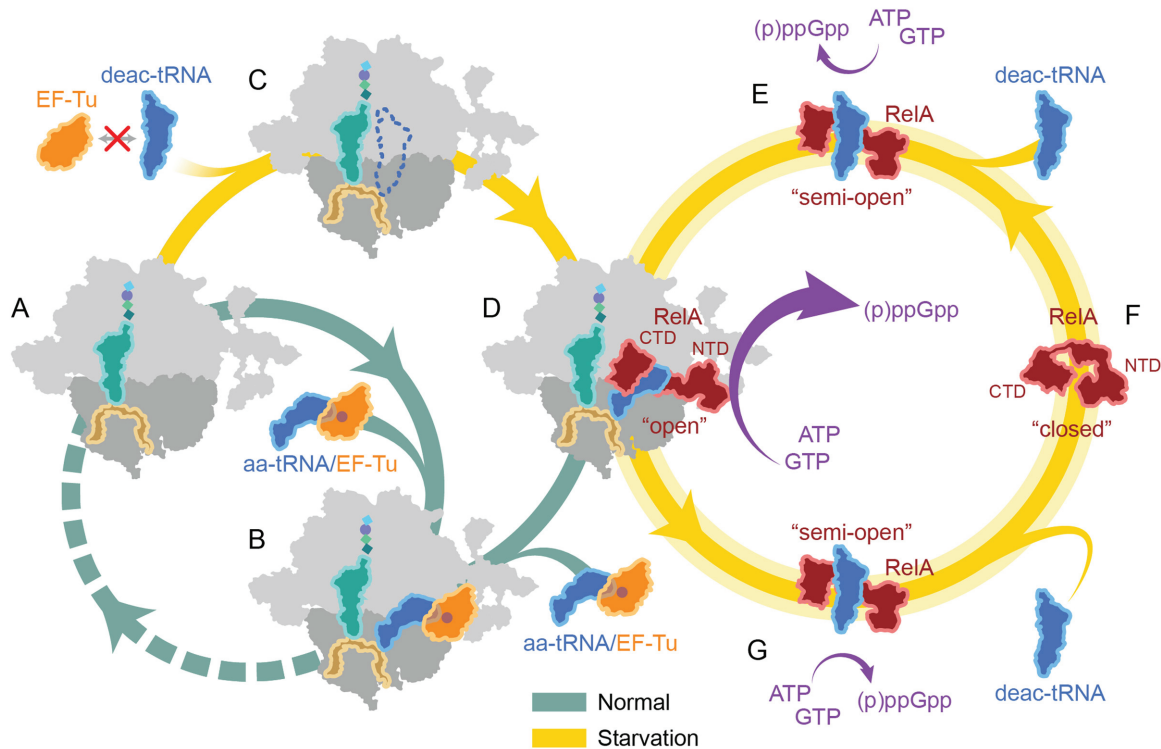 (p)ppGpp
ATP
GTP
deac-tRNA
EF-Tu
C
E
RelA
deac-tRNA
“semi-open”
A
D
RelA
CTD
NTD
“open”
(p)ppGpp
ATP
GTP
RelA
F
NTD
CTD
“closed”
aa-tRNA/EF-Tu
B
“semi-open”
RelA
aa-tRNA/EF-Tu
G
ATP
GTP
(p)ppGpp
deac-tRNA
Normal
Starvation